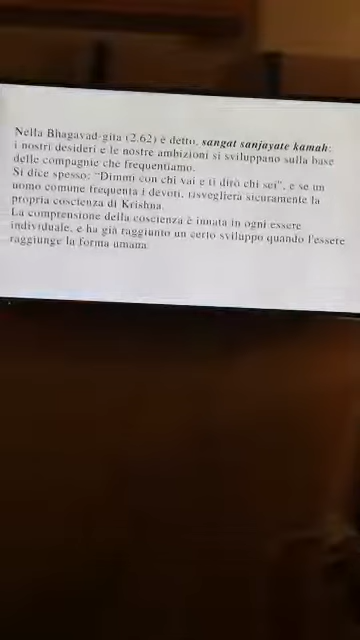 Nella Bhagavad-gita (2.62) è detto, sangat sanjayate kamah:
i nostri desideri e le nostre ambizioni si sviluppano sulla base
delle compagnie che frequentiamo.
Si dice spesso: "Dimmi con chi vai e ti dirò chi sei", e se un
uomo comune frequenta i devoti, risveglierà sicuramente la
propria coscienza di Krishna.
La comprensione della coscienza è innata in ogni essere
individuale, e ha già raggiunto un certo sviluppo quando l'essere
raggiunge la forma umana.